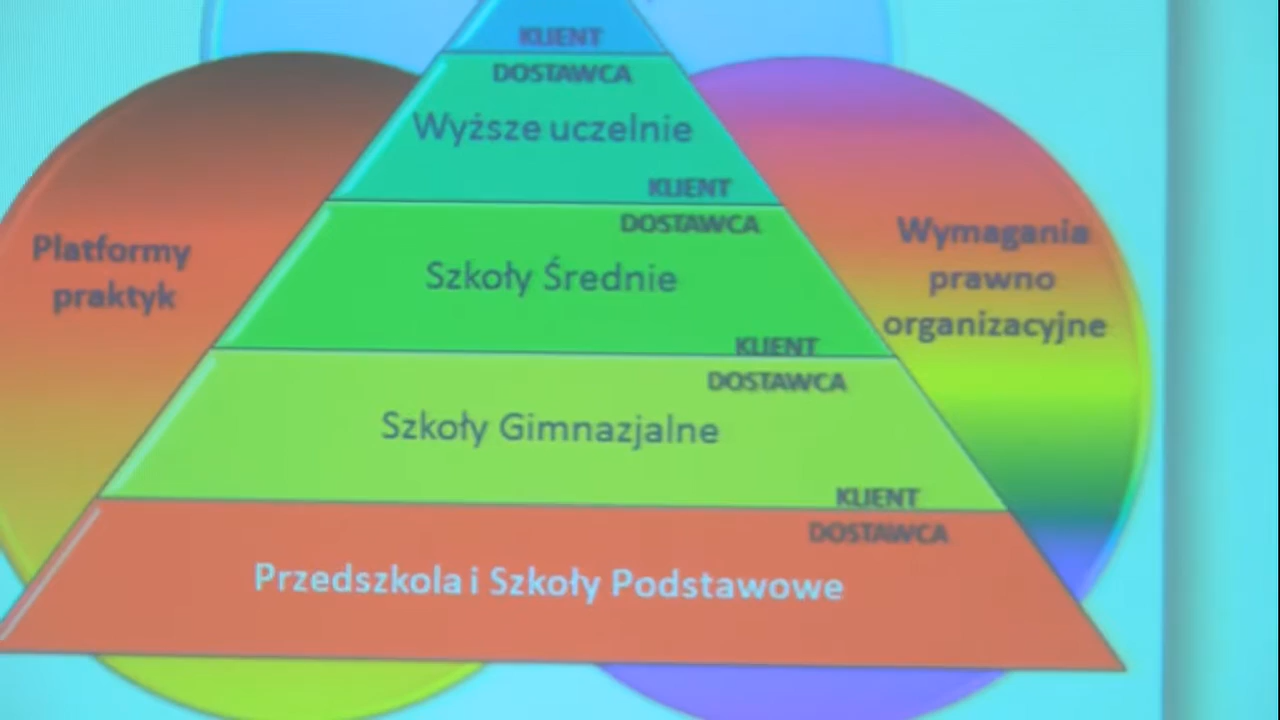 KLIENT
DOSTAWCA
Wyższe uczelnie
KLIENT
DOSTAWCA
Szkoły Średnie
KLIENT
DOSTAWCA
Szkoły Gimnazjalne
KLIENT
DOSTAWCA
Przedszkola i Szkoły Podstawowe
Platformy
praktyk
Wymagania
prawno
organizacyjne